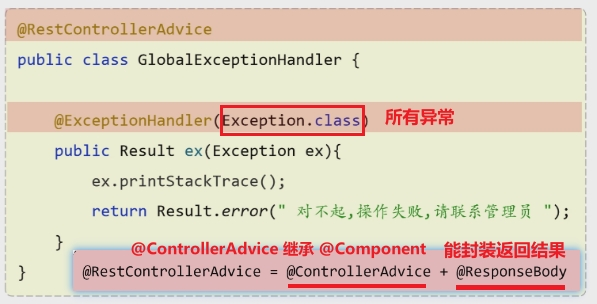 @RestControllerAdvice
public class GlobalExceptionHandler {
@ExceptionHandler(Exception.class) 所有异常
public Result ex(Exception ex){
ex.printStackTrace();
return Result.error(" 对不起,操作失败,请联系管理员 ");
}
@ControllerAdvice 继承 @Component 能封装返回结果
@RestControllerAdvice = @ControllerAdvice + @ResponseBody
}